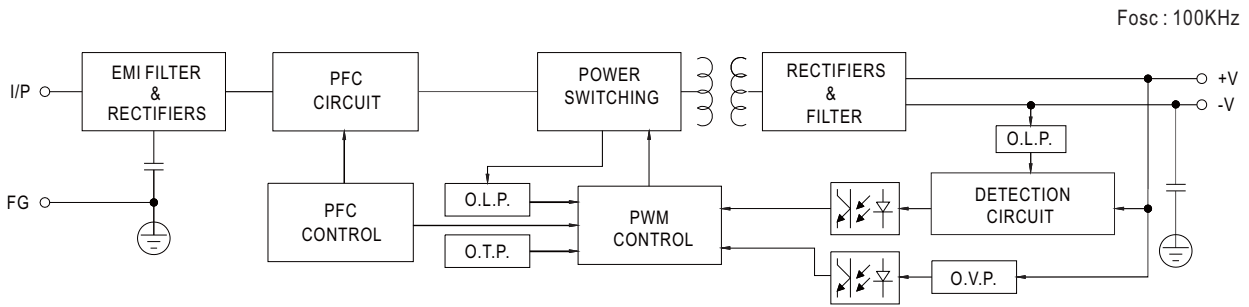 Fosc : 100KHz
I/P
EMI FILTER
&
RECTIFIERS
PFC
CIRCUIT
POWER
SWITCHING
RECTIFIERS
&
FILTER
+V
-V
O.L.P.
FG
PFC
CONTROL
O.L.P.
O.T.P.
PWM
CONTROL
DETECTION
CIRCUIT
O.V.P.